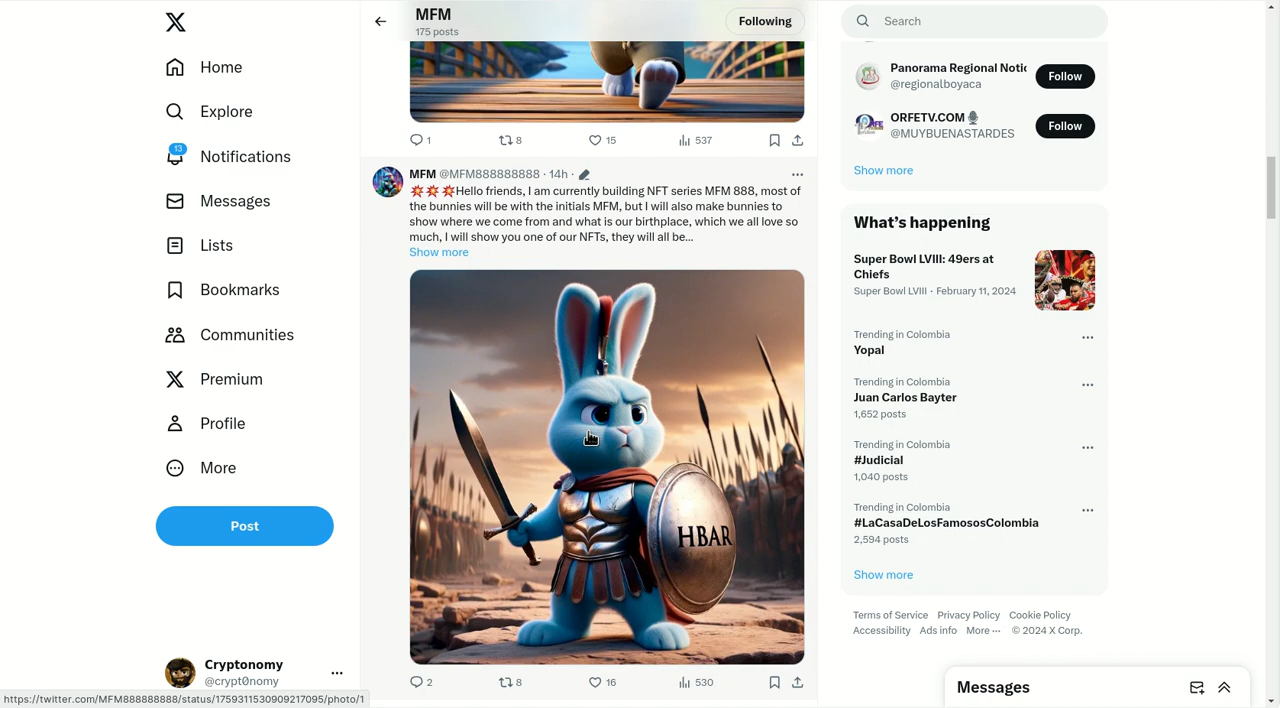 MFM
175 posts
Following
Search
Home
Explore
13
Notifications
Messages
Lists
Bookmarks
Communities
Premium
Profile
More
Post
Cryptonomy
@crypt0nomy
1
8
15
537
MFM @MFM888888888 · 14h ·
💥 💥 💥Hello friends, I am currently building NFT series MFM 888, most of
the bunnies will be with the initials MFM, but I will also make bunnies to
show where we come from and what is our birthplace, which we all love so
much, I will show you one of our NFTs, they will all be...
Show more
HBAR
2
8
16
530
Panorama Regional Notic
@regionalboyaca
Follow
ORFETV.COM🎙️
@MUYBUENASTARDES
Follow
Show more
What's happening
Super Bowl LVIII: 49ers at
Chiefs
Super Bowl LVIII · February 11, 2024
Trending in Colombia
Yopal
Trending in Colombia
Juan Carlos Bayter
1,652 posts
Trending in Colombia
#Judicial
1,040 posts
Trending in Colombia
#LaCasaDeLosFamososColombia
2,594 posts
Show more
Terms of Service Privacy Policy Cookie Policy
Accessibility Ads info More ··· © 2024 X Corp.
Messages
https://twitter.com/MFM888888888/status/1759311530909217095/photo/1